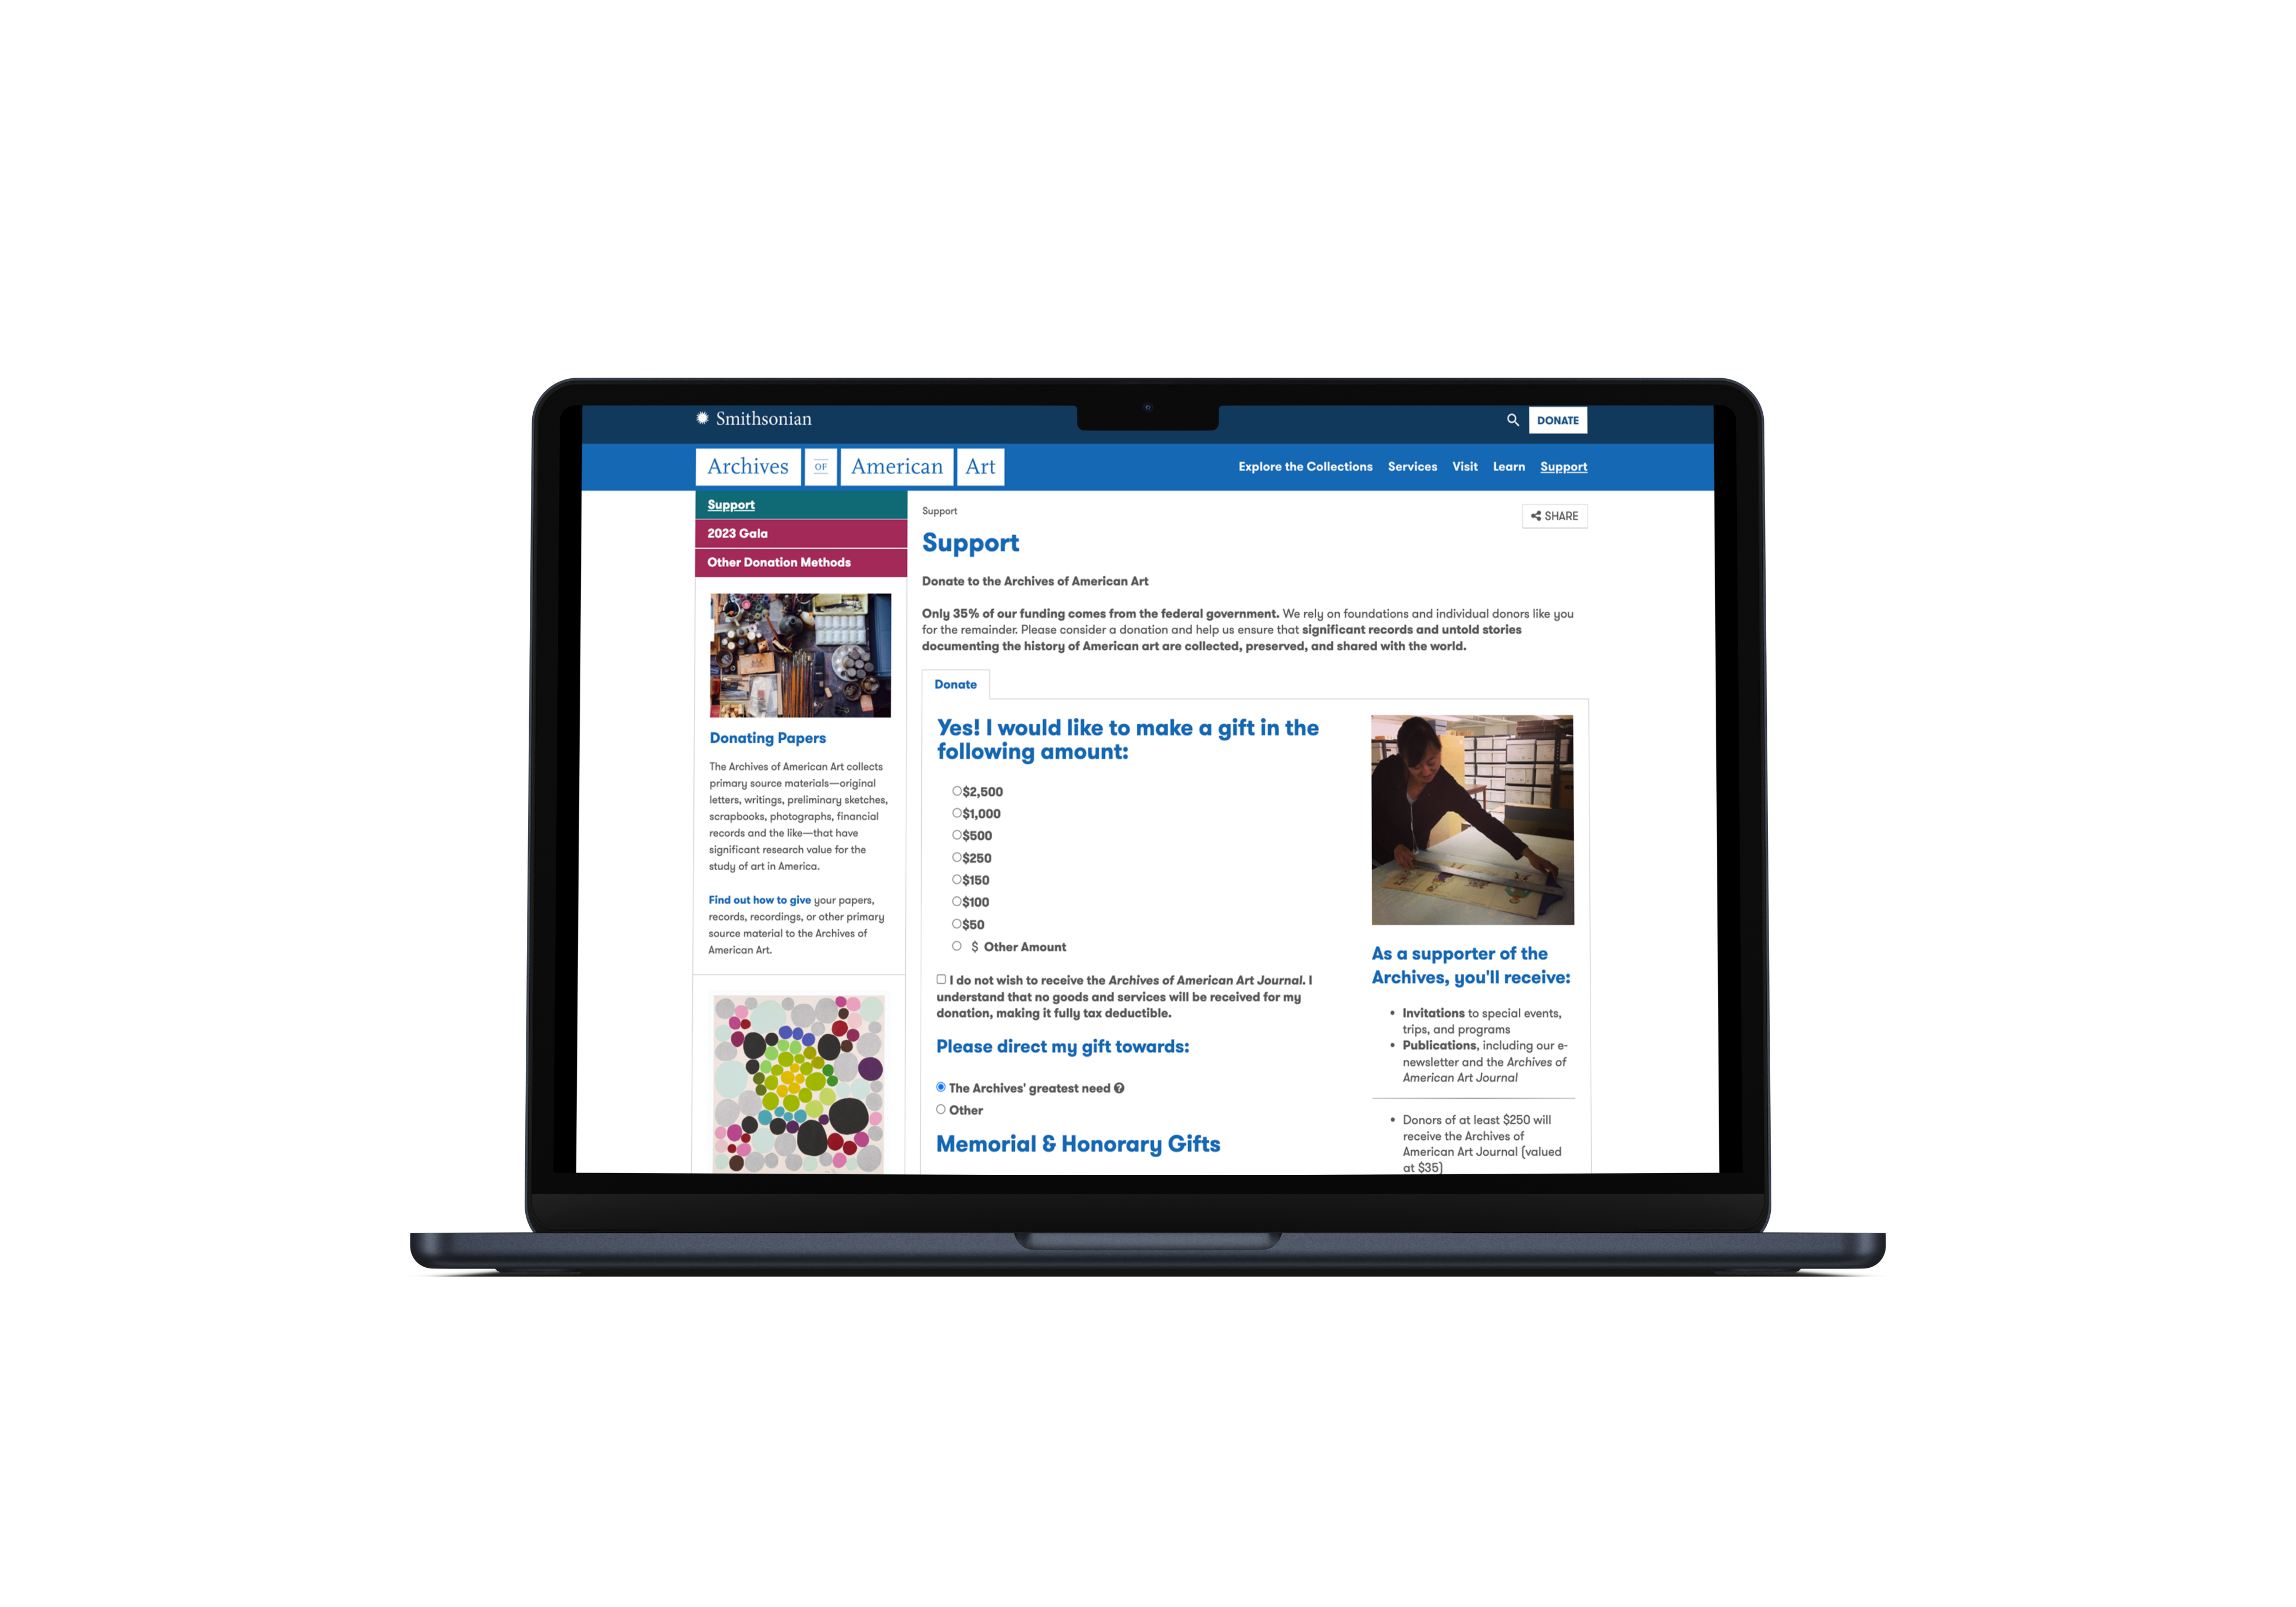 Smithsonian
DONATE
Archives OF American Art
Explore the Collections Services Visit Learn Support
Support
2023 Gala
Other Donation Methods
Donating Papers
The Archives of American Art collects
primary source materials—original
letters, writings, preliminary sketches,
scrapbooks, photographs, financial
records and the like—that have
significant research value for the
study of art in America.
Find out how to give your papers,
records, recordings, or other primary
source material to the Archives of
American Art.
Support
SHARE
Support
Donate to the Archives of American Art
Only 35% of our funding comes from the federal government. We rely on foundations and individual donors like you
for the remainder. Please consider a donation and help us ensure that significant records and untold stories
documenting the history of American art are collected, preserved, and shared with the world.
Donate
Yes! I would like to make a gift in the
following amount:
$2,500
$1,000
$500
$250
$150
$100
$50
$ Other Amount
I do not wish to receive the Archives of American Art Journal. I
understand that no goods and services will be received for my
donation, making it fully tax deductible.
Please direct my gift towards:
The Archives' greatest need ?
Other
Memorial & Honorary Gifts
As a supporter of the
Archives, you'll receive:
• Invitations to special events,
trips, and programs
• Publications, including our e-
newsletter and the Archives of
American Art Journal
• Donors of at least $250 will
receive the Archives of
American Art Journal (valued
at $35)